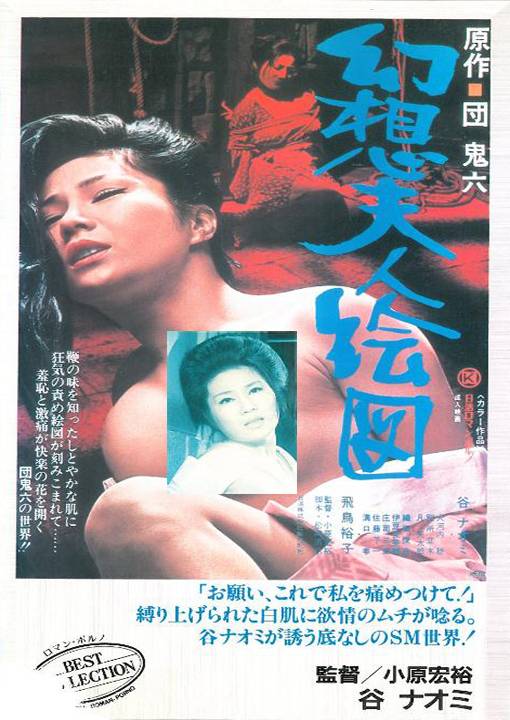 原作■団 鬼六
幻想夫人絵図
〈カラー作品〉
成人映画
鞭の味を知ったしとやかな肌に
狂気の責め絵図が刻みこまれて……
羞恥と激痛が快楽の花を開く
団鬼六の世界!!
谷ナオミ
飛鳥裕子
「お願い、これで私を痛めつけて!」
縛り上げられた白肌に欲情のムチが唸る。
谷ナオミが誘う底なしのSM世界!
ロマン・ポルノ
BEST
LECTION
ROMAN-PORNO
監督／小原宏裕
谷 ナオミ